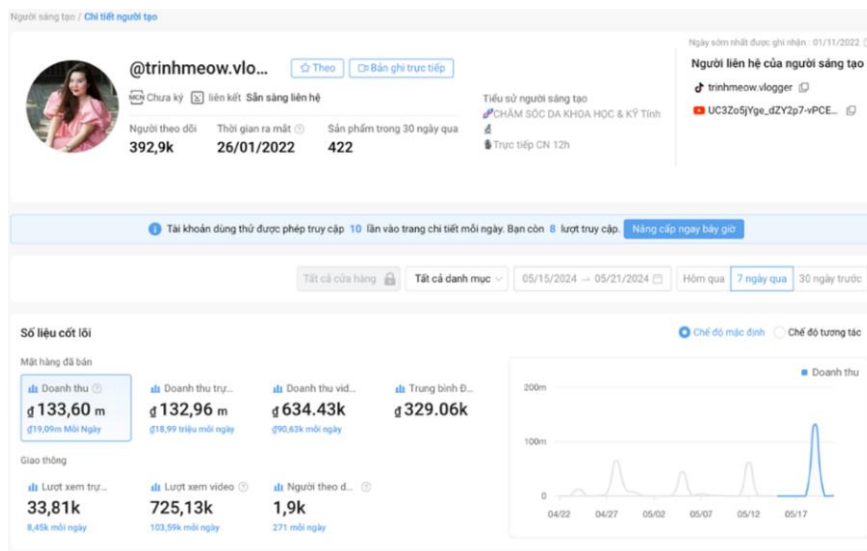 Người sáng tạo / Chi tiết người tạo
Ngày sớm nhất được ghi nhận : 01/11/2022
@trinhmeow.vlo...
Theo
Bản ghi trực tiếp
MCN Chưa ký liên kết Sẵn sàng liên hệ
Người theo dõi
392,9k
Thời gian ra mắt
26/01/2022
Sản phẩm trong 30 ngày qua
422
Tiểu sử người sáng tạo
CHĂM SÓC DA KHOA HỌC & KỸ Tính
Trực tiếp CN 12h
Người liên hệ của người sáng tạo
trinhmeow.vlogger
UC3Zo5jYge_dZY2p7-vPCE...
Tài khoản dùng thử được phép truy cập 10 lần vào trang chi tiết mỗi ngày. Bạn còn 8 lượt truy cập.
Nâng cấp ngay bây giờ
Tất cả cửa hàng
Tất cả danh mục
05/15/2024 → 05/21/2024
Hôm qua
7 ngày qua
30 ngày trước
Số liệu cốt lõi
Chế độ mặc định
Chế độ tương tác
Mặt hàng đã bán
Doanh thu
₫133,60 m
₫19,09m Mỗi Ngày
Doanh thu trự...
₫132,96 m
₫18,99 triệu mỗi ngày
Doanh thu vid...
₫634.43k
₫90,63k mỗi ngày
Trung bình Đ...
₫329.06k
Giao thông
Lượt xem trự...
33,81k
8,45k mỗi ngày
Lượt xem video
725,13k
103,59k mỗi ngày
Người theo d...
1,9k
271 mỗi ngày
Doanh thu
200m
100m
0
04/22 04/27 05/02 05/07 05/12 05/17